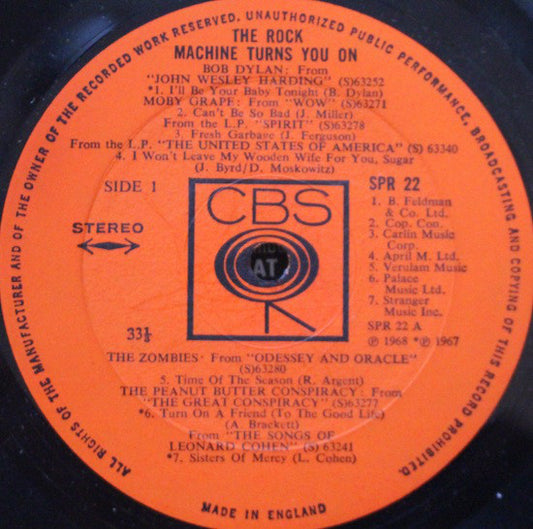 ALL RIGHTS OF THE MANUFACTURER AND OF THE OWNER OF THE RECORDED WORK RESERVED. UNAUTHORIZED PUBLIC PERFORMANCE, BROADCASTING AND COPYING OF THIS RECORD PROHIBITED.
THE ROCK
MACHINE TURNS YOU ON
BOB DYLAN: From
"JOHN WESLEY HARDING" (S)63252
*1. I'll Be Your Baby Tonight (B. Dylan)
MOBY GRAPE: From "WOW" (S)63271
2. Can't Be So Bad (J. Miller)
From the L.P. "SPIRIT" (S)63278
3. Fresh Garbage (J. Ferguson)
From the L.P. "THE UNITED STATES OF AMERICA" (S) 63340
4. I Won't Leave My Wooden Wife For You, Sugar
(J. Byrd/D. Moskowitz)
SIDE 1
STEREO
33⅓
CBS
AT
SPR 22
1. B. Feldman
& Co. Ltd.
2. Cop. Con.
3. Carlin Music
Corp.
4. April M. Ltd.
5. Verulam Music
6. Palace
Music Ltd.
7. Stranger
Music Inc.
SPR 22 A
℗ 1968 *℗ 1967
THE ZOMBIES: From "ODESSEY AND ORACLE"
(S)63280
5. Time Of The Season (R. Argent)
THE PEANUT BUTTER CONSPIRACY: From
"THE GREAT CONSPIRACY" (S)63277
*6. Turn On A Friend (To The Good Life)
(A. Brackett)
From "THE SONGS OF
LEONARD COHEN" (S) 63241
*7. Sisters Of Mercy (L. Cohen)
MADE IN ENGLAND